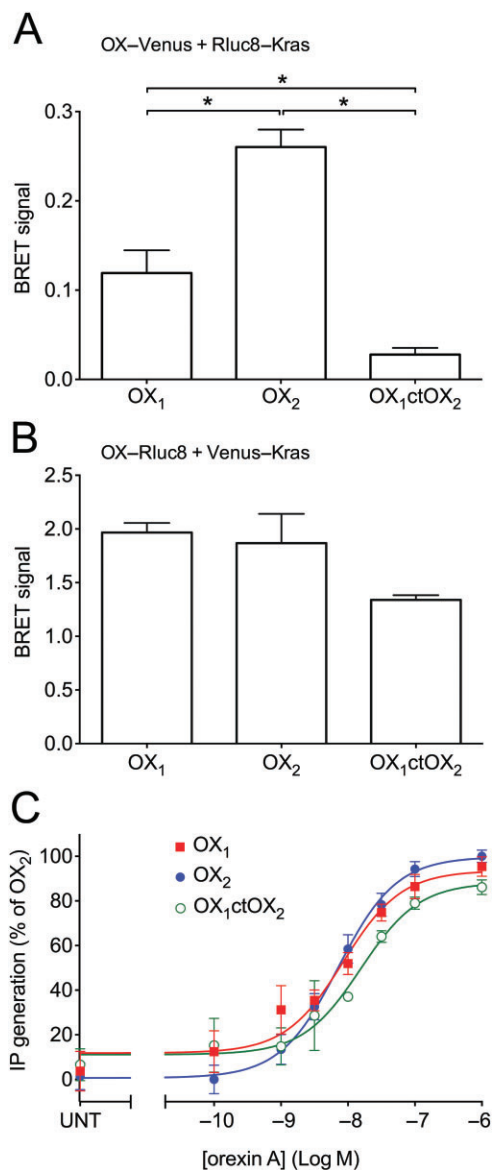 A
OX–Venus + Rluc8–Kras
*
* *
0.3
0.2
0.1
0.0
BRET signal
OX₁ OX₂ OX₁ctOX₂
B
OX–Rluc8 + Venus–Kras
2.5
2.0
1.5
1.0
0.5
0.0
BRET signal
OX₁ OX₂ OX₁ctOX₂
C
OX₁
OX₂
OX₁ctOX₂
100
80
60
40
20
0
IP generation (% of OX₂)
UNT –10 –9 –8 –7 –6
[orexin A] (Log M)